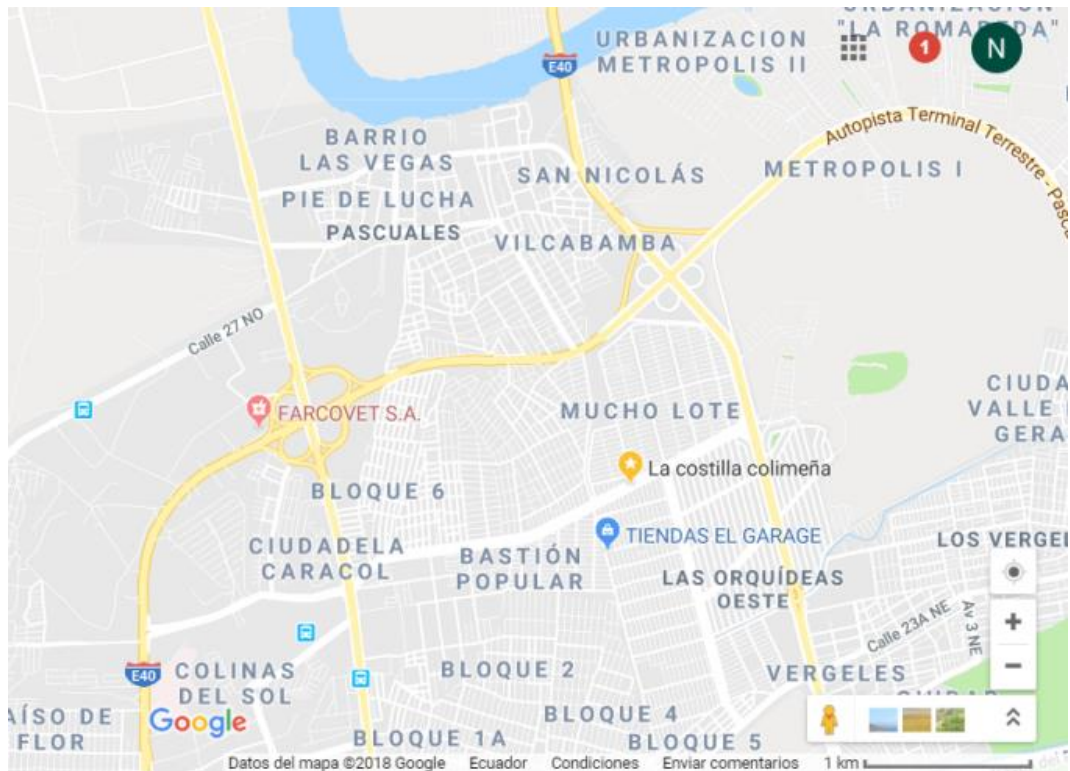 URBANIZACION
"LA ROMAREDA"
1
N
URBANIZACION
METROPOLIS II
E40
Autopista Terminal Terrestre - Pascu
BARRIO
LAS VEGAS
SAN NICOLÁS
METROPOLIS I
PIE DE LUCHA
PASCUALES
VILCABAMBA
Calle 27 NO
CIUDA
VALLE
GERA
FARCOVET S.A.
MUCHO LOTE
La costilla colimeña
BLOQUE 6
TIENDAS EL GARAGE
LOS VERGEL
CIUDADELA
CARACOL
BASTIÓN
POPULAR
LAS ORQUÍDEAS
OESTE
Calle 23A NE
Av 3 NE
+
−
E40
COLINAS
DEL SOL
BLOQUE 2
VERGELES
AÍSO DE
FLOR
Google
BLOQUE 4
BLOQUE 1A
BLOQUE 5
Datos del mapa ©2018 Google Ecuador Condiciones Enviar comentarios 1 km